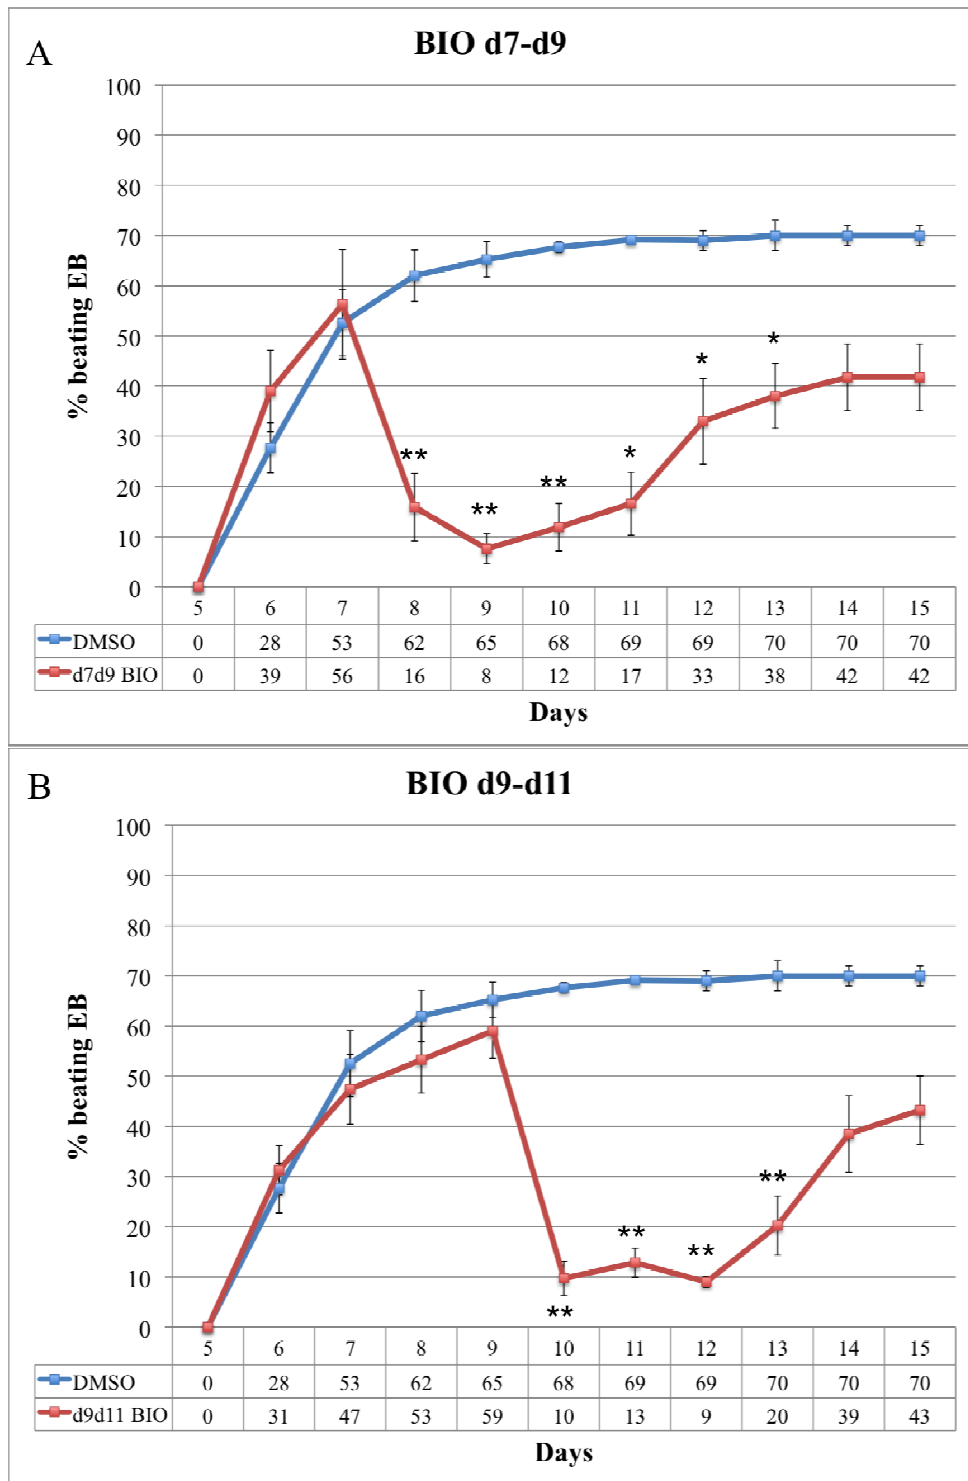 A
BIO d7-d9
100
90
80
70
60
50
40
30
20
10
0
% beating EB
**
**
**
*
*
*
5 6 7 8 9 10 11 12 13 14 15
DMSO 0 28 53 62 65 68 69 69 70 70 70
d7d9 BIO 0 39 56 16 8 12 17 33 38 42 42
Days
B
BIO d9-d11
100
90
80
70
60
50
40
30
20
10
0
% beating EB
**
**
**
**
5 6 7 8 9 10 11 12 13 14 15
DMSO 0 28 53 62 65 68 69 69 70 70 70
d9d11 BIO 0 31 47 53 59 10 13 9 20 39 43
Days